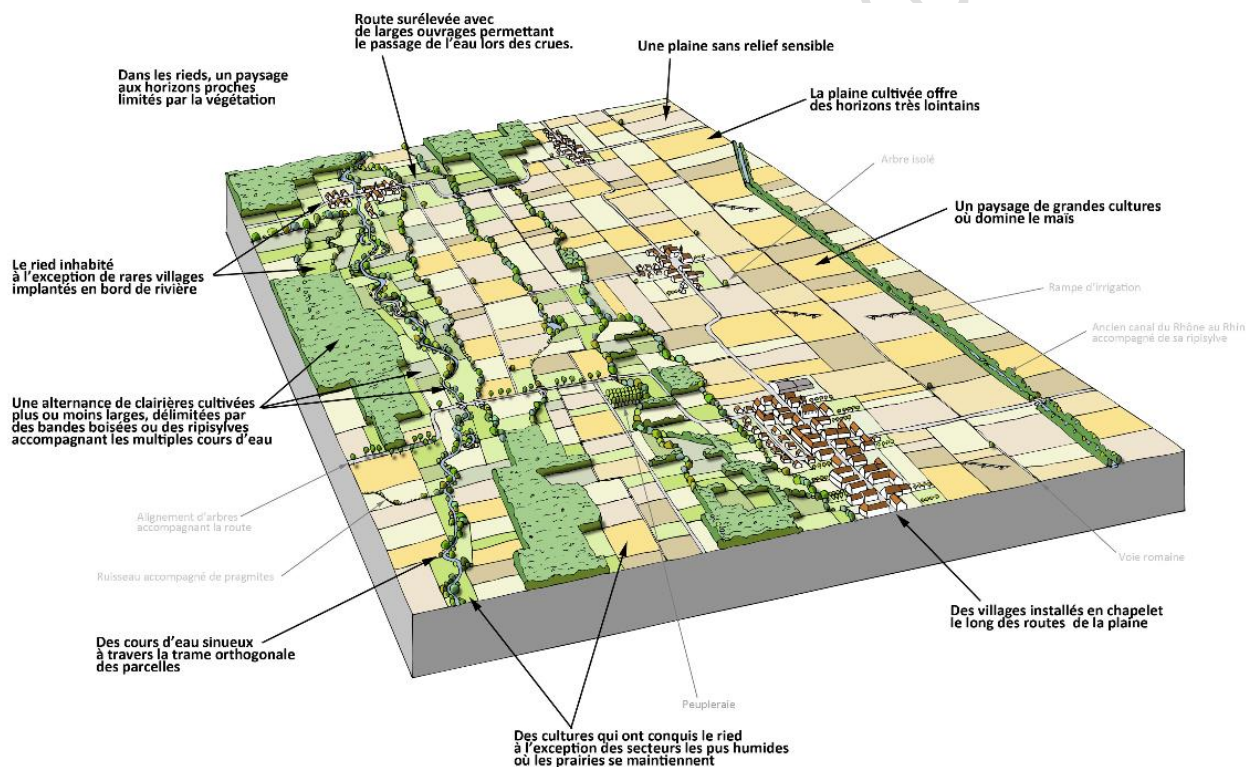 Route surélevée avec
de larges ouvrages permettant
le passage de l'eau lors des crues.
Une plaine sans relief sensible
Dans les rieds, un paysage
aux horizons proches
limités par la végétation
La plaine cultivée offre
des horizons très lointains
Arbre isolé
Un paysage de grandes cultures
où domine le maïs
Le ried inhabité
à l'exception de rares villages
implantés en bord de rivière
Rampe d'irrigation
Ancien canal du Rhône au Rhin
accompagné de sa ripisylve
Une alternance de clairières cultivées
plus ou moins larges, délimitées par
des bandes boisées ou des ripisylves
accompagnant les multiples cours d'eau
Alignement d'arbres
accompagnant la route
Ruisseau accompagné de pragmites
Voie romaine
Des villages installés en chapelet
le long des routes de la plaine
Des cours d'eau sinueux
à travers la trame orthogonale
des parcelles
Peupleraie
Des cultures qui ont conquis le ried
à l'exception des secteurs les pus humides
où les prairies se maintiennent